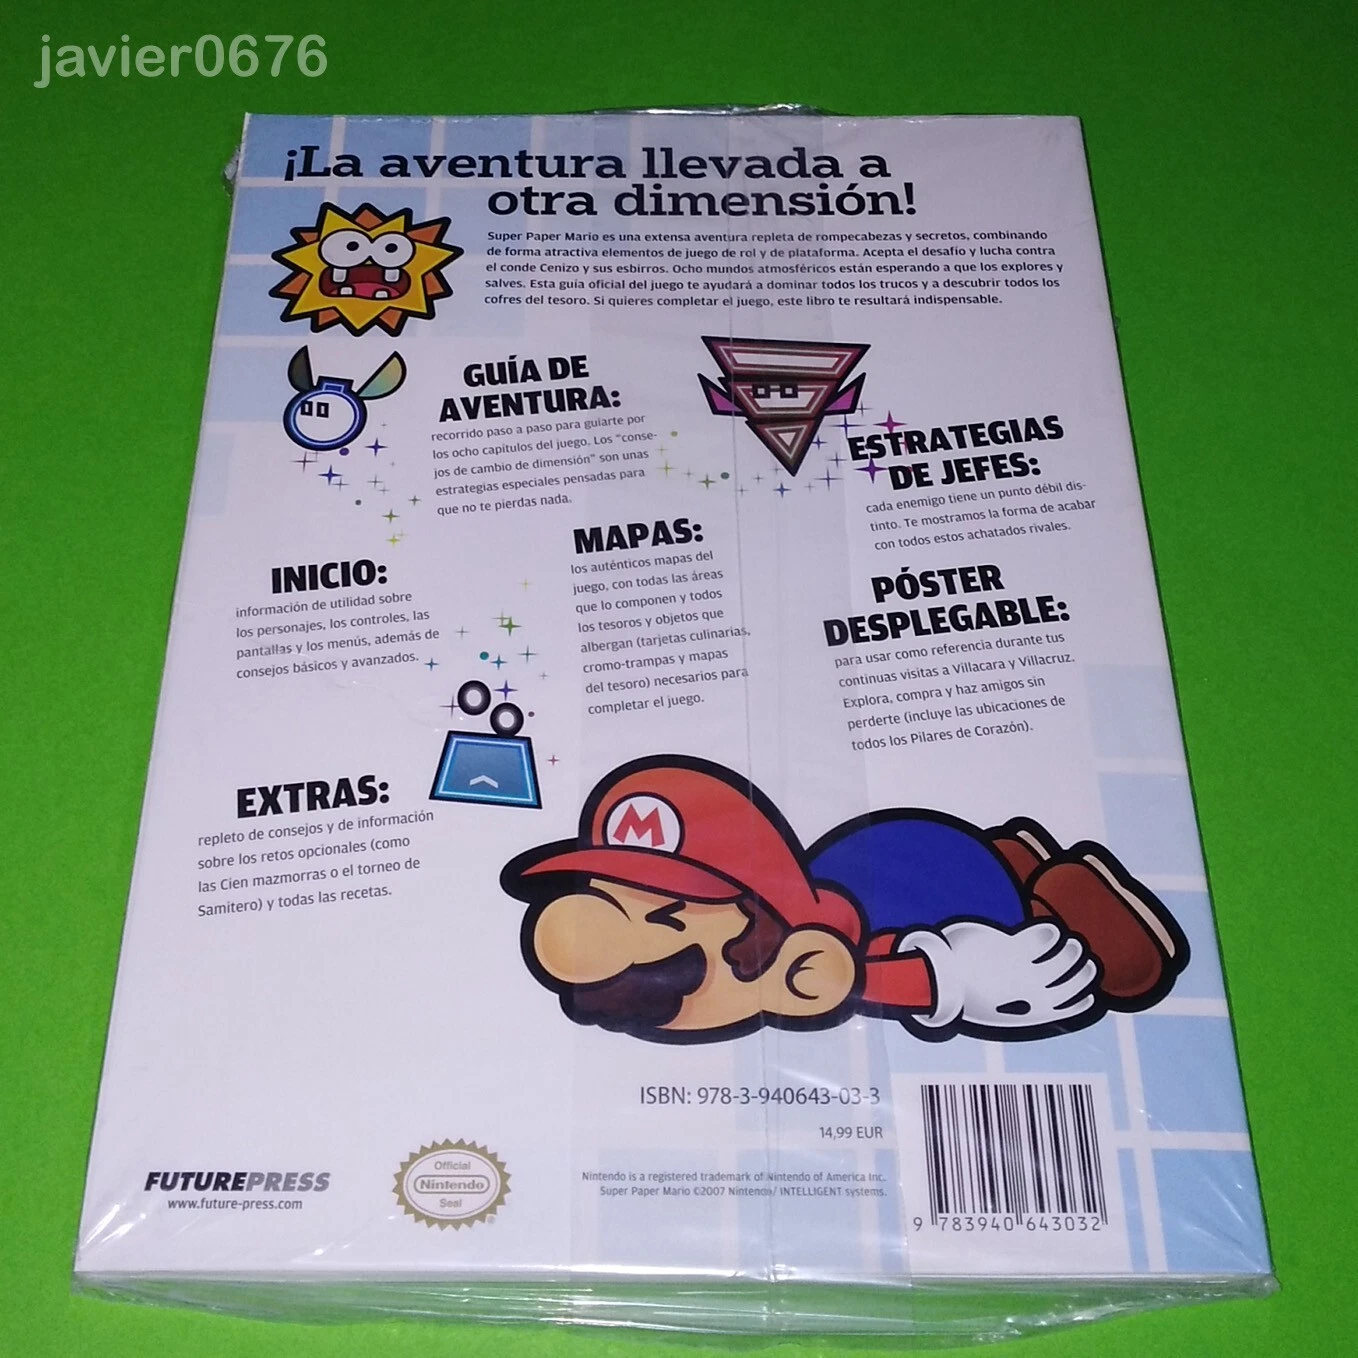 javier0676
¡La aventura llevada a
otra dimensión!
Super Paper Mario es una extensa aventura repleta de rompecabezas y secretos, combinando
de forma atractiva elementos de juego de rol y de plataforma. Acepta el desafío y lucha contra
el conde Cenizo y sus esbirros. Ocho mundos atmosféricos están esperando a que los explores y
salves. Esta guía oficial del juego te ayudará a dominar todos los trucos y a descubrir todos los
cofres del tesoro. Si quieres completar el juego, este libro te resultará indispensable.
GUÍA DE
AVENTURA:
recorrido paso a paso para guiarte por
los ocho capítulos del juego. Los "conse-
jos de cambio de dimensión" son unas
estrategias especiales pensadas para
que no te pierdas nada.
ESTRATEGIAS
DE JEFES:
cada enemigo tiene un punto débil dis-
tinto. Te mostramos la forma de acabar
con todos estos achatados rivales.
INICIO:
información de utilidad sobre
los personajes, los controles, las
pantallas y los menús, además de
consejos básicos y avanzados.
MAPAS:
los auténticos mapas del
juego, con todas las áreas
que lo componen y todos
los tesoros y objetos que
albergan (tarjetas culinarias,
cromo-trampas y mapas
del tesoro) necesarios para
completar el juego.
PÓSTER
DESPLEGABLE:
para usar como referencia durante tus
continuas visitas a Villacara y Villacruz.
Explora, compra y haz amigos sin
perderte (incluye las ubicaciones de
todos los Pilares de Corazón).
EXTRAS:
repleto de consejos y de información
sobre los retos opcionales (como
las Cien mazmorras o el torneo de
Samitero) y todas las recetas.
M
ISBN: 978-3-940643-03-3
14,99 EUR
FUTUREPRESS
www.future-press.com
Official
Nintendo
Seal
Nintendo is a registered trademark of Nintendo of America Inc.
Super Paper Mario ©2007 Nintendo/ INTELLIGENT systems.
9 783940 643032